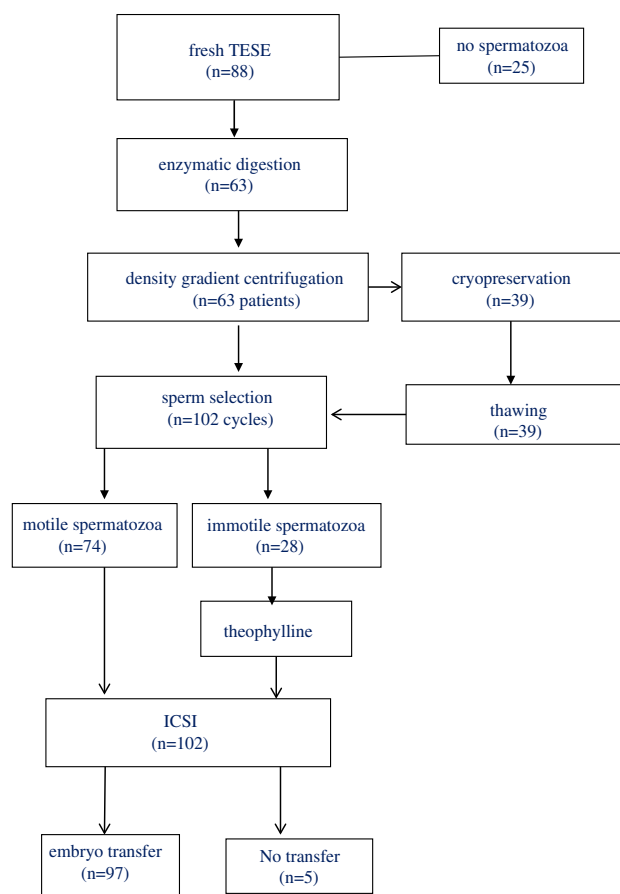 fresh TESE
(n=88)
no spermatozoa
(n=25)
enzymatic digestion
(n=63)
density gradient centrifugation
(n=63 patients)
cryopreservation
(n=39)
sperm selection
(n=102 cycles)
thawing
(n=39)
motile spermatozoa
(n=74)
immotile spermatozoa
(n=28)
theophylline
ICSI
(n=102)
embryo transfer
(n=97)
No transfer
(n=5)